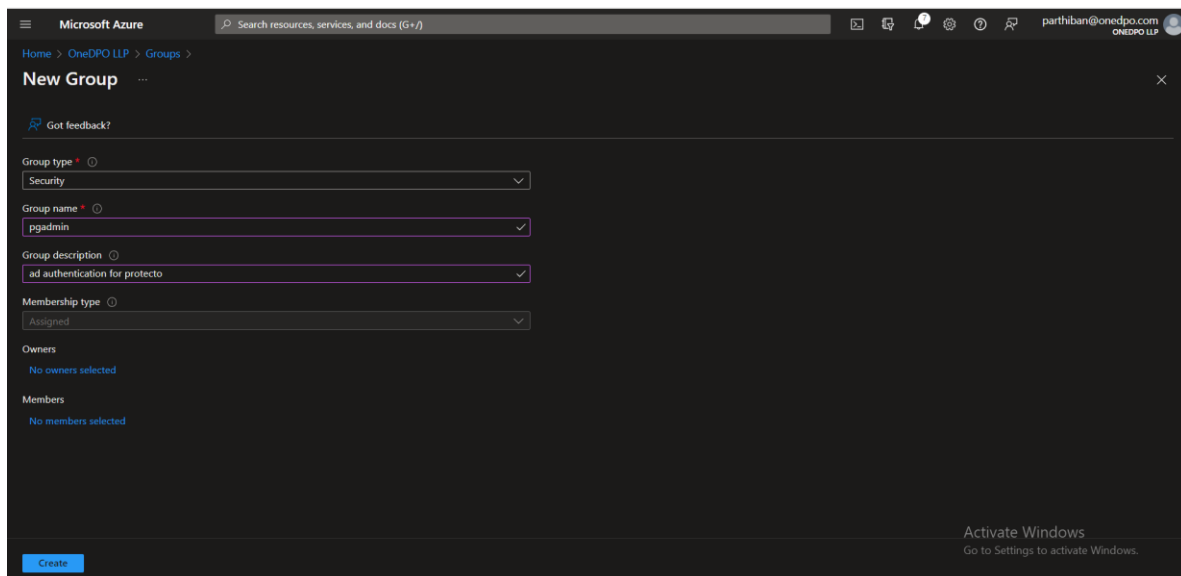 Microsoft Azure
Search resources, services, and docs (G+/)
7
parthiban@onedpo.com
ONEDPO LLP
Home > OneDPO LLP > Groups >
New Group ...
Got feedback?
Group type *
Security
Group name *
pgadmin
Group description
ad authentication for protecto
Membership type
Assigned
Owners
No owners selected
Members
No members selected
Activate Windows
Go to Settings to activate Windows.
Create